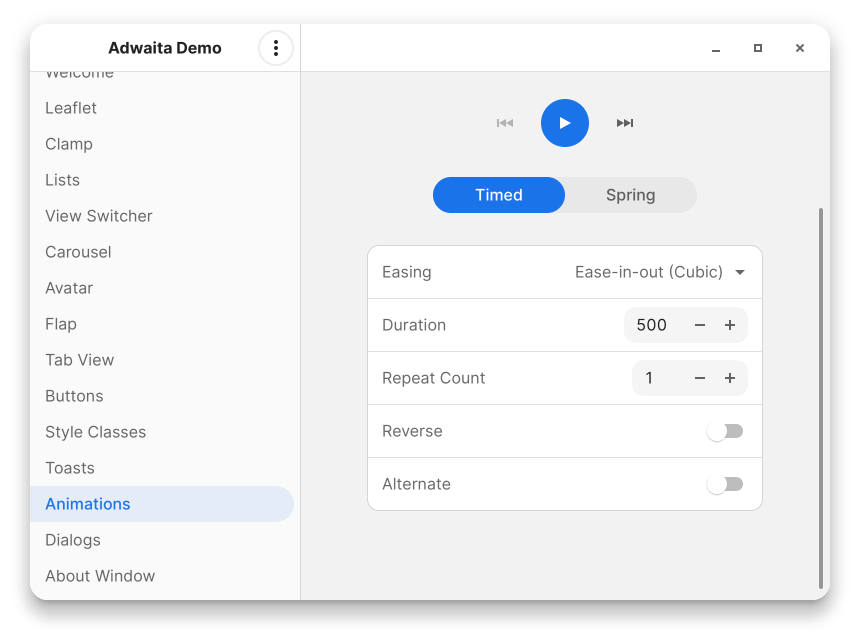 Adwaita Demo
Welcome
Leaflet
Clamp
Lists
View Switcher
Carousel
Avatar
Flap
Tab View
Buttons
Style Classes
Toasts
Animations
Dialogs
About Window
Timed Spring
Easing Ease-in-out (Cubic)
Duration 500
Repeat Count 1
Reverse
Alternate